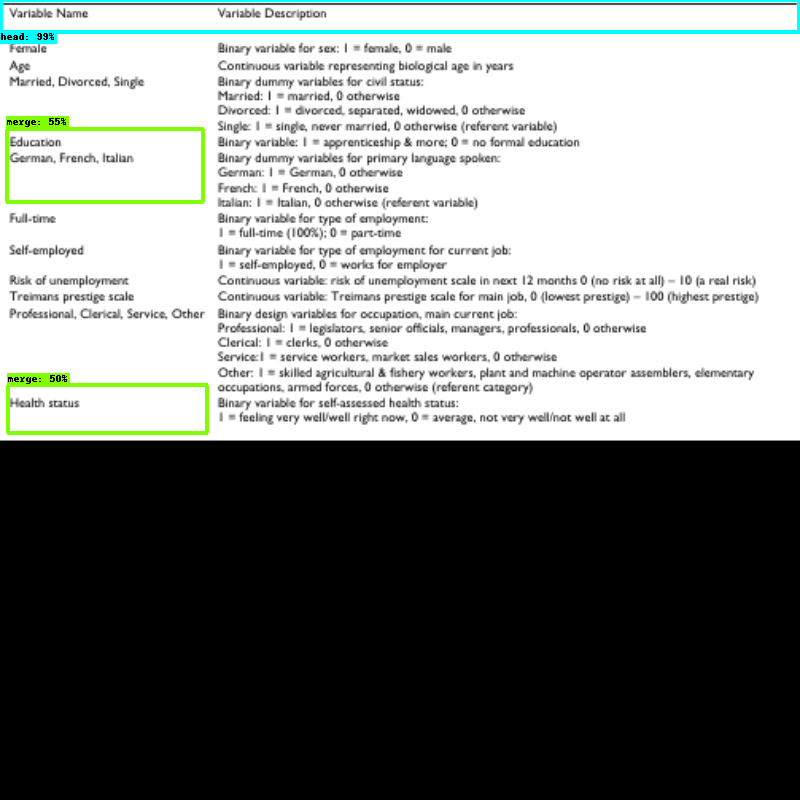 Variable Name Variable Description
head: 99%
Female Binary variable for sex: 1 = female, 0 = male
Age Continuous variable representing biological age in years
Married, Divorced, Single Binary dummy variables for civil status:
Married: 1 = married, 0 otherwise
Divorced: 1 = divorced, separated, widowed, 0 otherwise
merge: 55%
Single: 1 = single, never married, 0 otherwise (referent variable)
Education Binary variable: 1 = apprenticeship & more; 0 = no formal education
German, French, Italian Binary dummy variables for primary language spoken:
German: 1 = German, 0 otherwise
French: 1 = French, 0 otherwise
Italian: 1 = Italian, 0 otherwise (referent variable)
Full-time Binary variable for type of employment:
1 = full-time (100%); 0 = part-time
Self-employed Binary variable for type of employment for current job:
1 = self-employed, 0 = works for employer
Risk of unemployment Continuous variable: risk of unemployment scale in next 12 months 0 (no risk at all) – 10 (a real risk)
Treimans prestige scale Continuous variable: Treimans prestige scale for main job, 0 (lowest prestige) – 100 (highest prestige)
Professional, Clerical, Service, Other Binary design variables for occupation, main current job:
Professional: 1 = legislators, senior officials, managers, professionals, 0 otherwise
Clerical: 1 = clerks, 0 otherwise
Service:1 = service workers, market sales workers, 0 otherwise
Other: 1 = skilled agricultural & fishery workers, plant and machine operator assemblers, elementary
merge: 50%
occupations, armed forces, 0 otherwise (referent category)
Health status Binary variable for self-assessed health status:
1 = feeling very well/well right now, 0 = average, not very well/not well at all